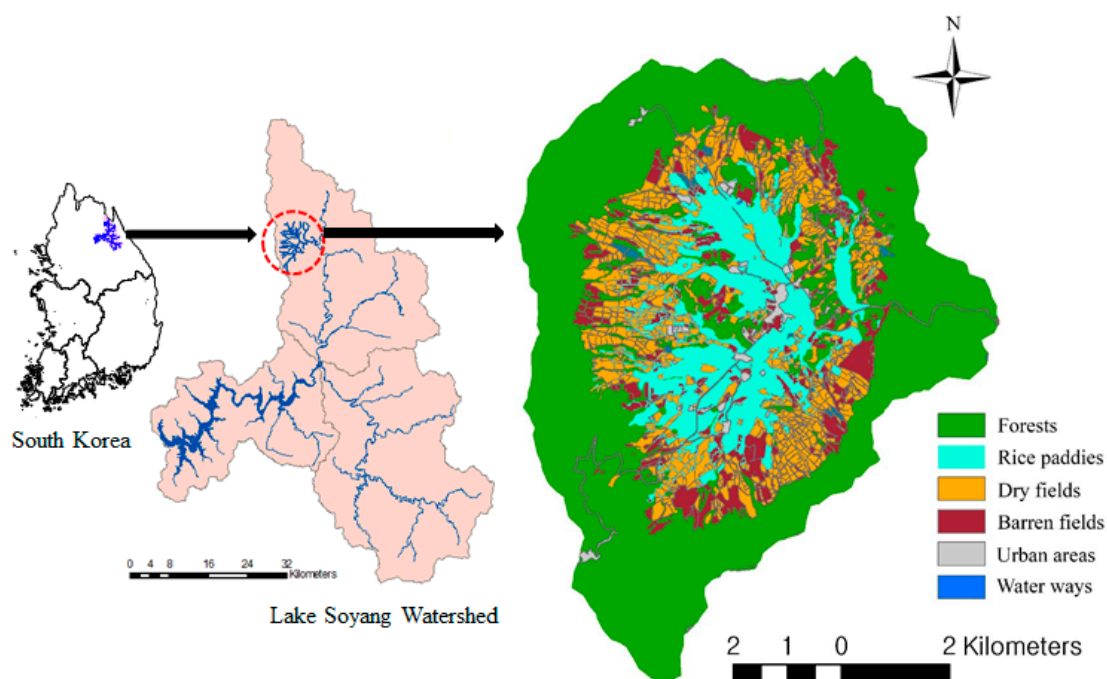 N
South Korea
0 4 8 16 24 32
Kilometers
Lake Soyang Watershed
Forests
Rice paddies
Dry fields
Barren fields
Urban areas
Water ways
2 1 0 2 Kilometers